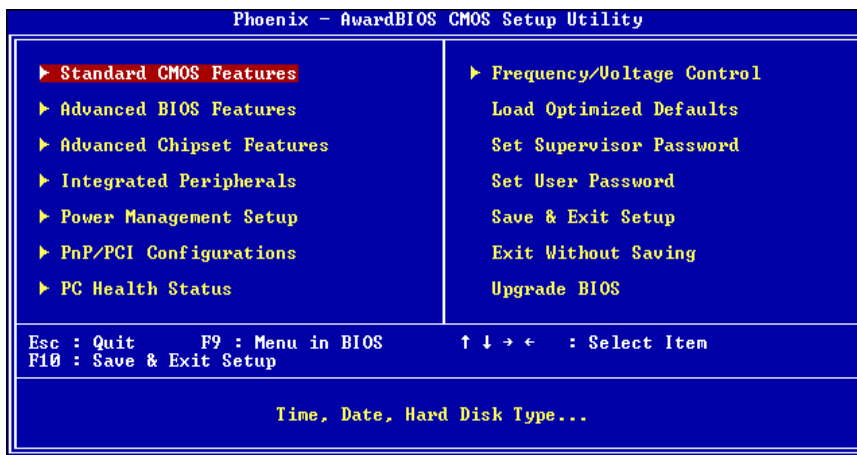 Phoenix - AwardBIOS CMOS Setup Utility
▶ Standard CMOS Features
▶ Advanced BIOS Features
▶ Advanced Chipset Features
▶ Integrated Peripherals
▶ Power Management Setup
▶ PnP/PCI Configurations
▶ PC Health Status
▶ Frequency/Voltage Control
Load Optimized Defaults
Set Supervisor Password
Set User Password
Save & Exit Setup
Exit Without Saving
Upgrade BIOS
Esc : Quit F9 : Menu in BIOS ↑ ↓ → ← : Select Item
F10 : Save & Exit Setup
Time, Date, Hard Disk Type...